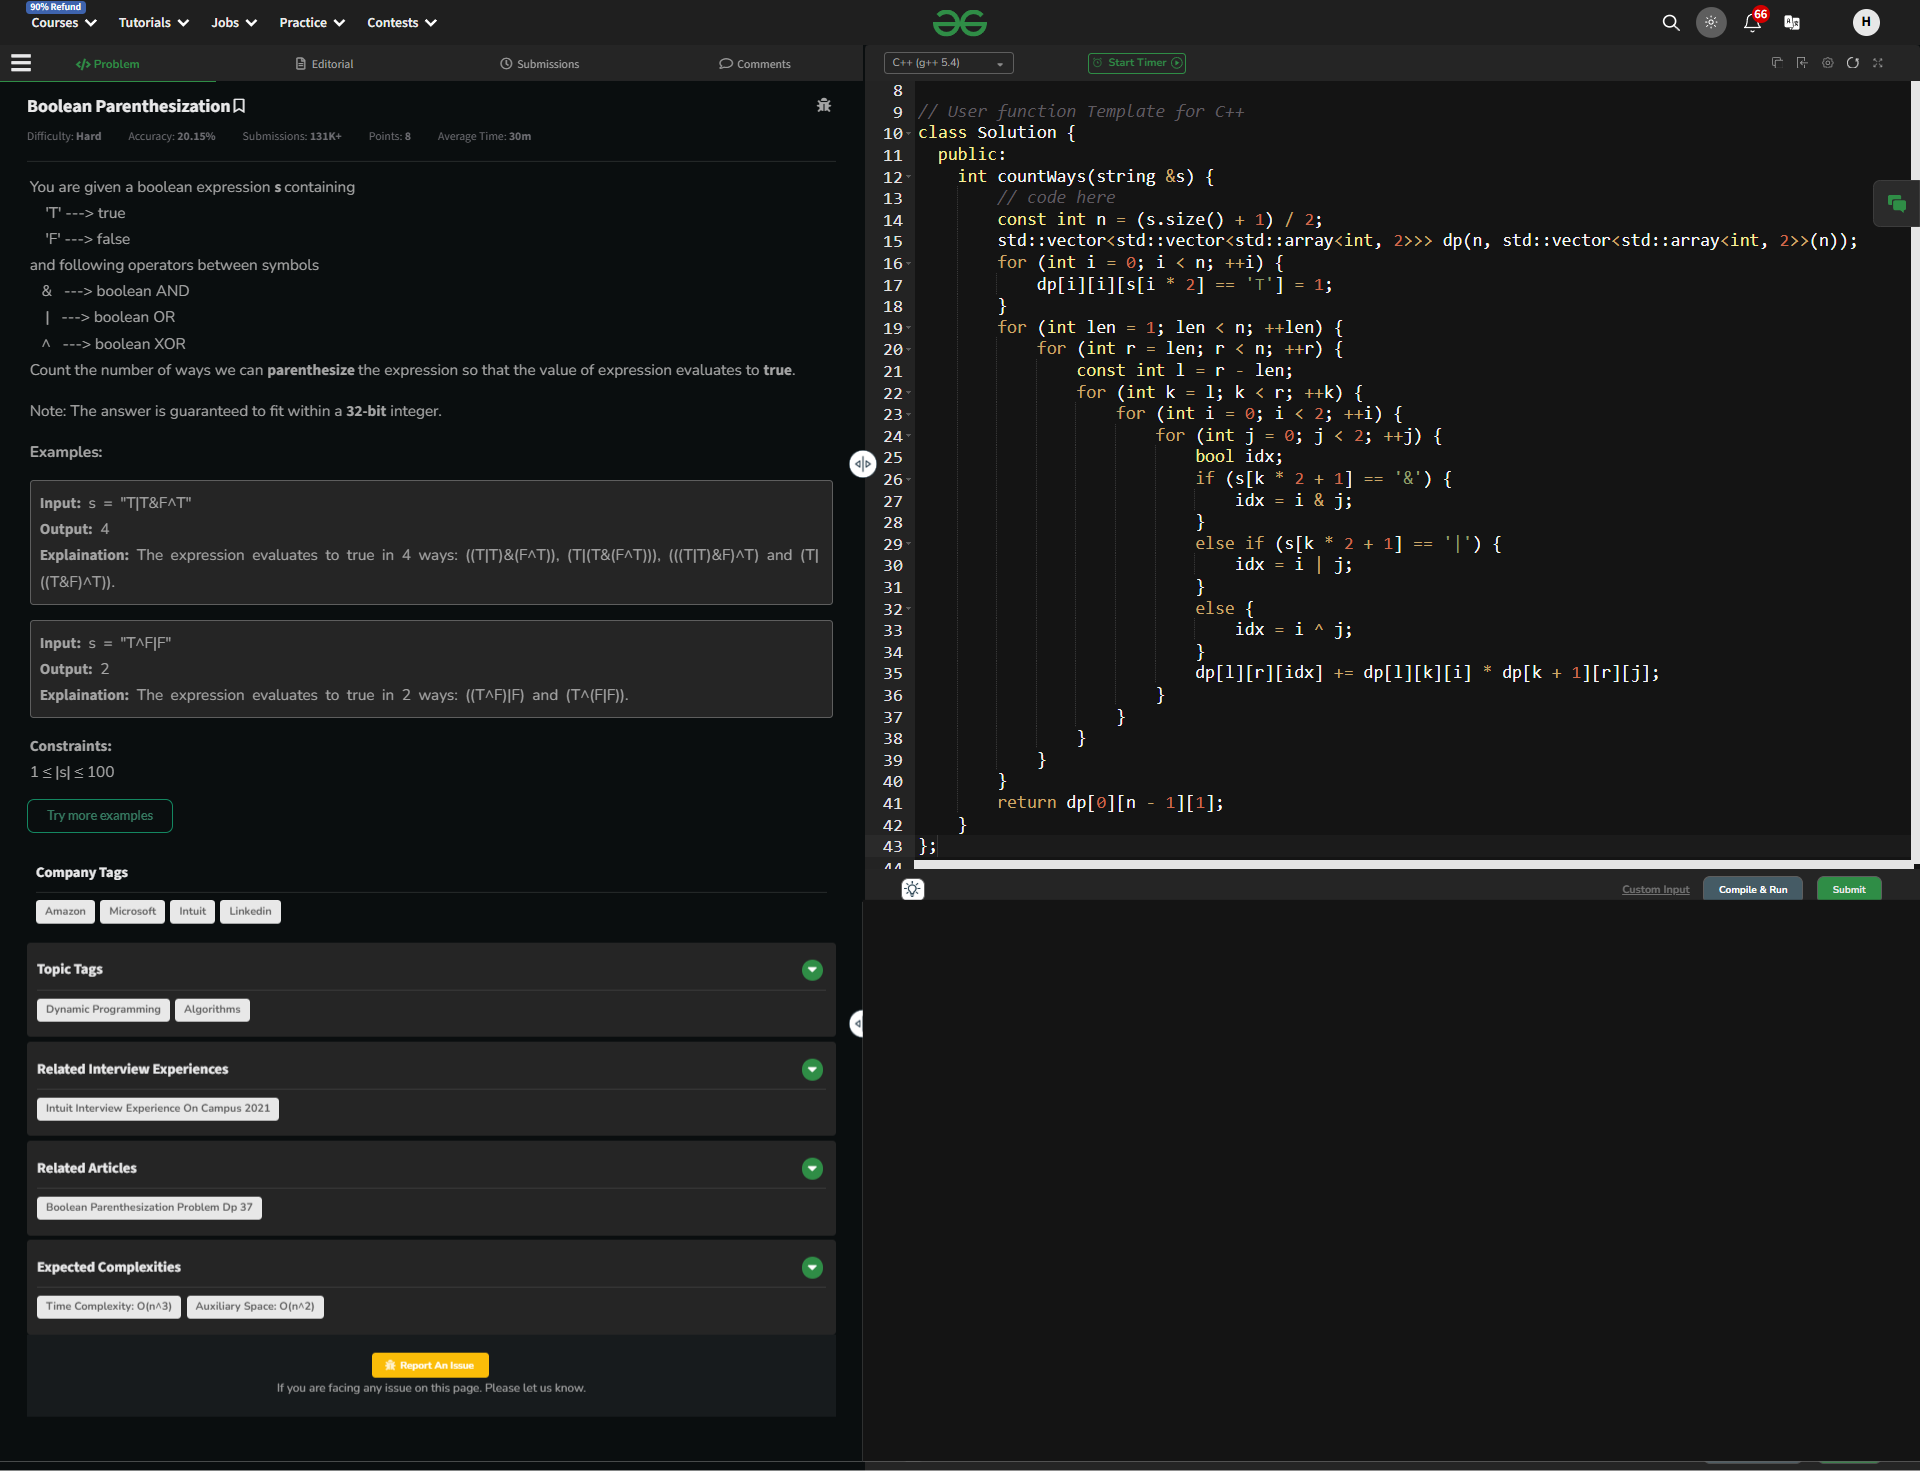 90% Refund
Courses
Tutorials
Jobs
Practice
Contests
66
H
</> Problem
Editorial
Submissions
Comments
C++ (g++ 5.4)
Start Timer
Boolean Parenthesization
Difficulty: Hard Accuracy: 20.15% Submissions: 131K+ Points: 8 Average Time: 30m
You are given a boolean expression s containing
'T' ---> true
'F' ---> false
and following operators between symbols
& ---> boolean AND
| ---> boolean OR
^ ---> boolean XOR
Count the number of ways we can parenthesize the expression so that the value of expression evaluates to true.
Note: The answer is guaranteed to fit within a 32-bit integer.
Examples:
Input: s = "T|T&F^T"
Output: 4
Explaination: The expression evaluates to true in 4 ways: ((T|T)&(F^T)), (T|(T&(F^T))), (((T|T)&F)^T) and (T|
((T&F)^T)).
Input: s = "T^F|F"
Output: 2
Explaination: The expression evaluates to true in 2 ways: ((T^F)|F) and (T^(F|F)).
Constraints:
1 ≤ |s| ≤ 100
Try more examples
Company Tags
Amazon Microsoft Intuit Linkedin
Topic Tags
Dynamic Programming Algorithms
Related Interview Experiences
Intuit Interview Experience On Campus 2021
Related Articles
Boolean Parenthesization Problem Dp 37
Expected Complexities
Time Complexity: O(n^3) Auxiliary Space: O(n^2)
Report An Issue
If you are facing any issue on this page. Please let us know.
8
9 // User function Template for C++
10 class Solution {
11 public:
12 int countWays(string &s) {
13 // code here
14 const int n = (s.size() + 1) / 2;
15 std::vector<std::vector<std::array<int, 2>>> dp(n, std::vector<std::array<int, 2>>(n));
16 for (int i = 0; i < n; ++i) {
17 dp[i][i][s[i * 2] == 'T'] = 1;
18 }
19 for (int len = 1; len < n; ++len) {
20 for (int r = len; r < n; ++r) {
21 const int l = r - len;
22 for (int k = l; k < r; ++k) {
23 for (int i = 0; i < 2; ++i) {
24 for (int j = 0; j < 2; ++j) {
25 bool idx;
26 if (s[k * 2 + 1] == '&') {
27 idx = i & j;
28 }
29 else if (s[k * 2 + 1] == '|') {
30 idx = i | j;
31 }
32 else {
33 idx = i ^ j;
34 }
35 dp[l][r][idx] += dp[l][k][i] * dp[k + 1][r][j];
36 }
37 }
38 }
39 }
40 }
41 return dp[0][n - 1][1];
42 }
43 };
44
Custom Input
Compile & Run
Submit